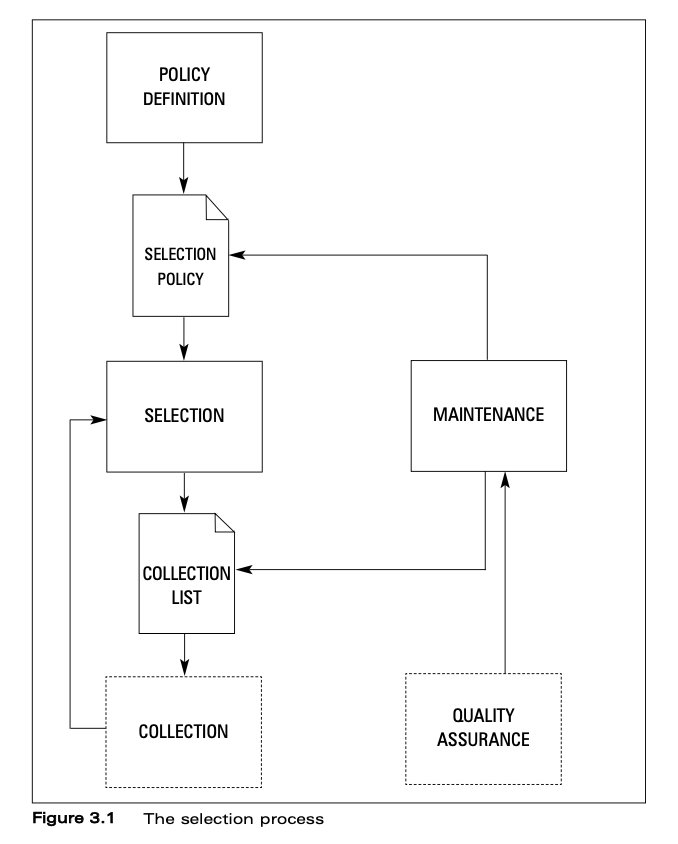 POLICY
DEFINITION
SELECTION
POLICY
SELECTION
MAINTENANCE
COLLECTION
LIST
COLLECTION
QUALITY
ASSURANCE
Figure 3.1 The selection process